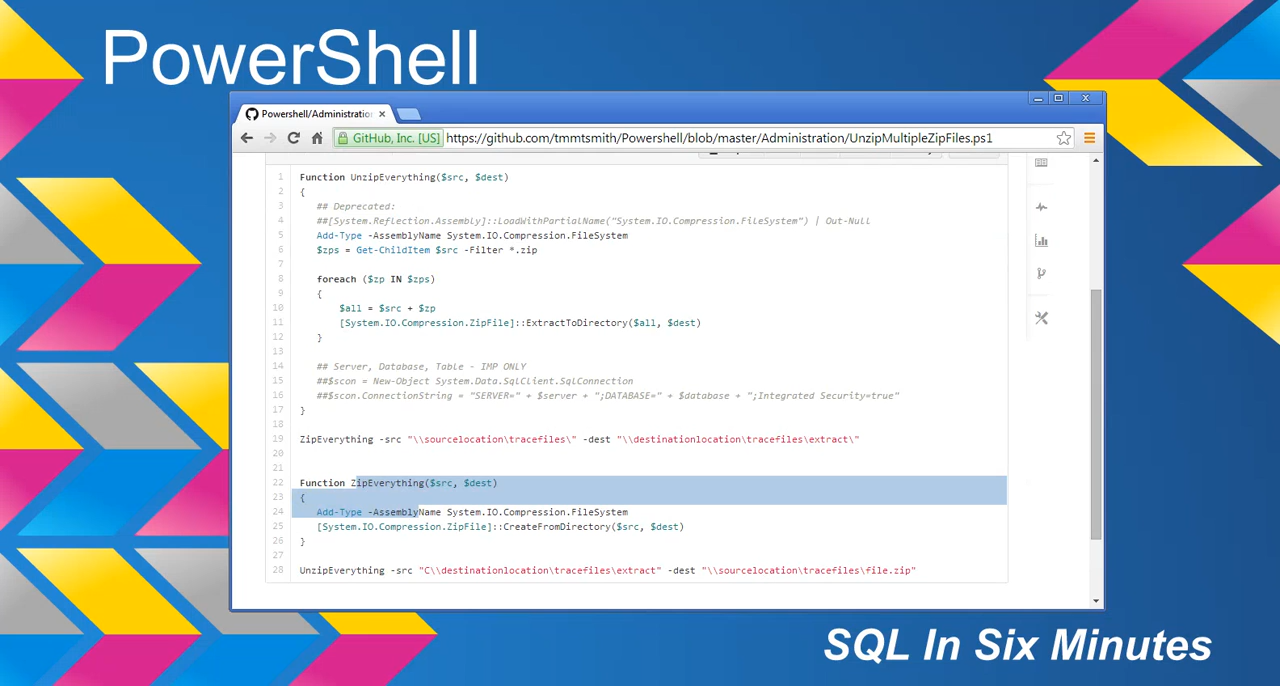 PowerShell
Powershell/Administratio
GitHub, Inc. [US] https://github.com/tmmtsmith/Powershell/blob/master/Administration/UnzipMultipleZipFiles.ps1
1 Function UnzipEverything($src, $dest)
2 {
3 ## Deprecated:
4 ##[System.Reflection.Assembly]::LoadWithPartialName("System.IO.Compression.FileSystem") | Out-Null
5 Add-Type -AssemblyName System.IO.Compression.FileSystem
6 $zps = Get-ChildItem $src -Filter *.zip
7
8 foreach ($zp IN $zps)
9 {
10 $all = $src + $zp
11 [System.IO.Compression.ZipFile]::ExtractToDirectory($all, $dest)
12 }
13
14 ## Server, Database, Table - IMP ONLY
15 ##$scon = New-Object System.Data.SqlClient.SqlConnection
16 ##$scon.ConnectionString = "SERVER=" + $server + ";DATABASE=" + $database + ";Integrated Security=true"
17 }
18
19 ZipEverything -src "\\sourcelocation\tracefiles\" -dest "\\destinationlocation\tracefiles\extract\"
20
21
22 Function ZipEverything($src, $dest)
23 {
24 Add-Type -AssemblyName System.IO.Compression.FileSystem
25 [System.IO.Compression.ZipFile]::CreateFromDirectory($src, $dest)
26 }
27
28 UnzipEverything -src "C\\destinationlocation\tracefiles\extract" -dest "\\sourcelocation\tracefiles\file.zip"
SQL In Six Minutes